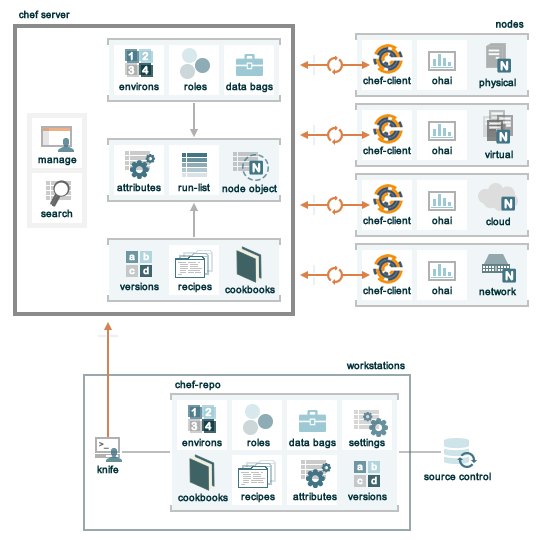 chef server
nodes
1 2
3 4
environs
roles
data bags
manage
search
attributes
run-list
N
node object
a b
c d
versions
recipes
cookbooks
chef-client
ohai
N
physical
chef-client
ohai
N
virtual
chef-client
ohai
N
cloud
chef-client
ohai
N
network
workstations
chef-repo
>_
knife
1 2
3 4
environs
roles
data bags
settings
cookbooks
recipes
attributes
a b
c d
versions
source control